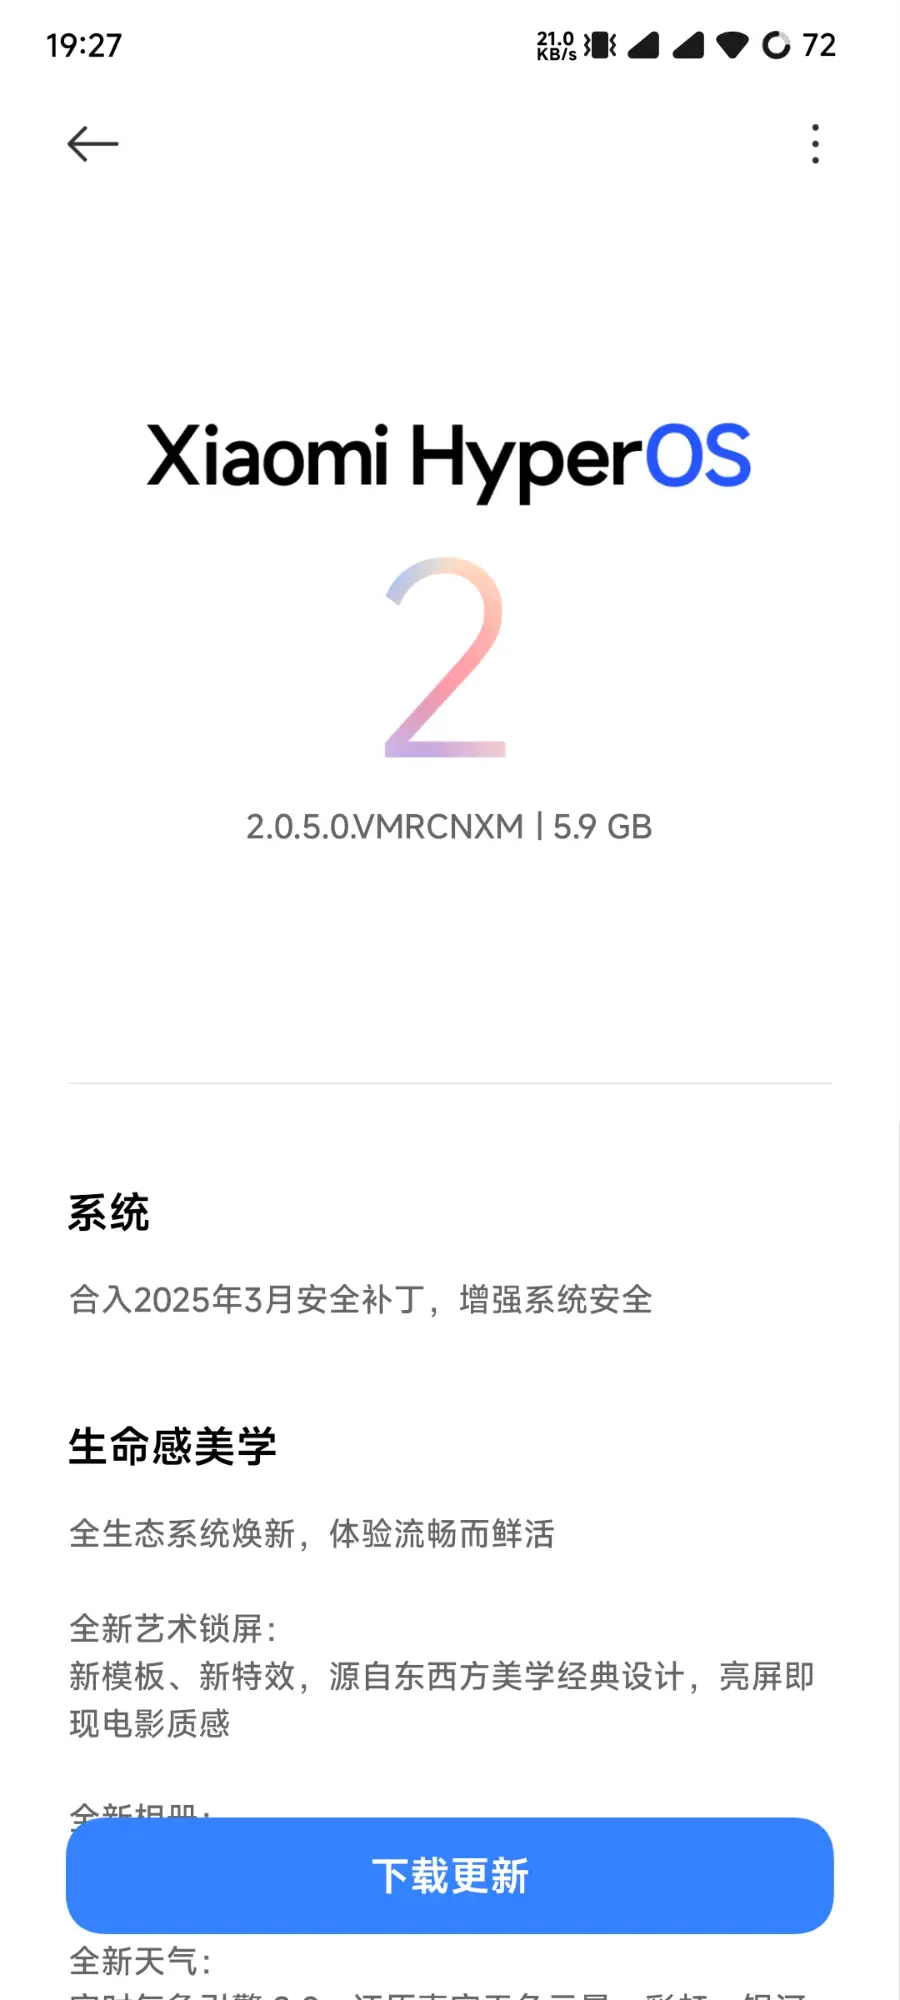 19:27
21.0
KB/s
72
Xiaomi HyperOS
2
2.0.5.0.VMRCNXM | 5.9 GB
系统
合入2025年3月安全补丁，增强系统安全
生命感美学
全生态系统焕新，体验流畅而鲜活
全新艺术锁屏：
新模板、新特效，源自东西方美学经典设计，亮屏即
现电影质感
全新相册：
下载更新
全新天气：